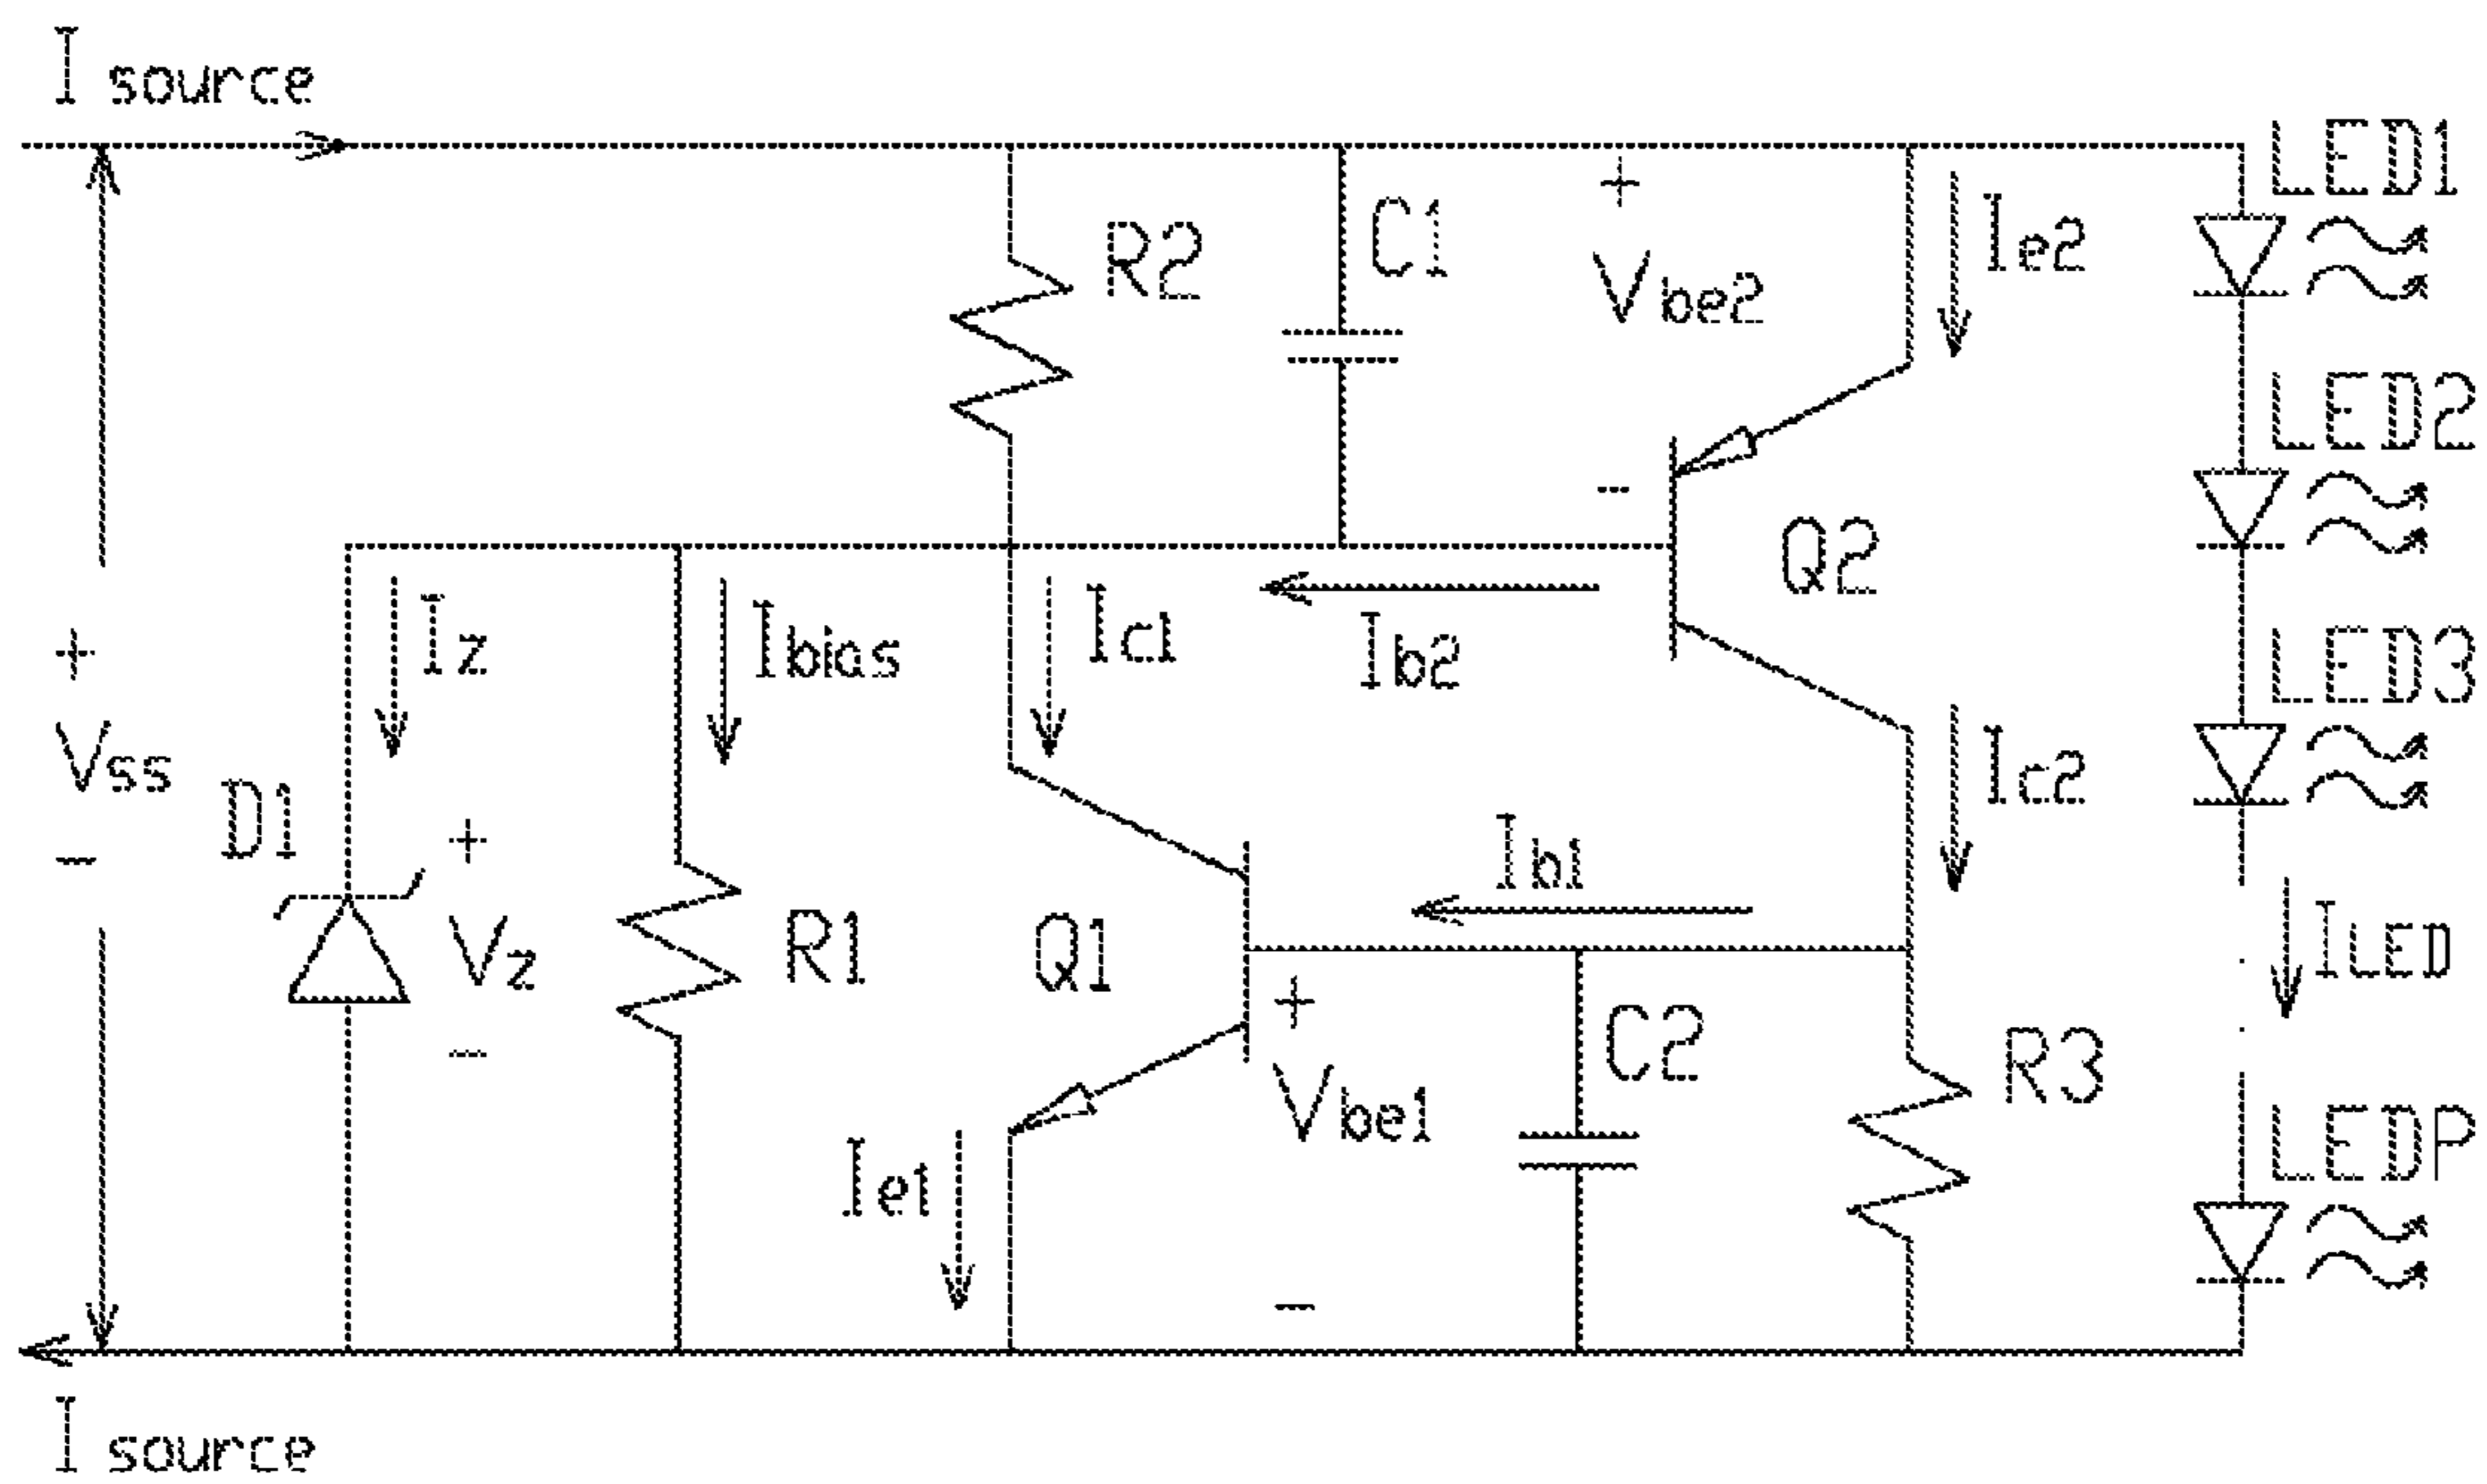 I source
LED1
R2
C1
+
Vbe2
-
Ie2
LED2
Q2
Iz
Ibias
Ic1
Ib2
LED3
+
Vss
-
D1
+
Vz
-
R1
Q1
Ib1
Ic2
ILED
+
Vbe1
-
C2
R3
LEDP
Ie1
I source